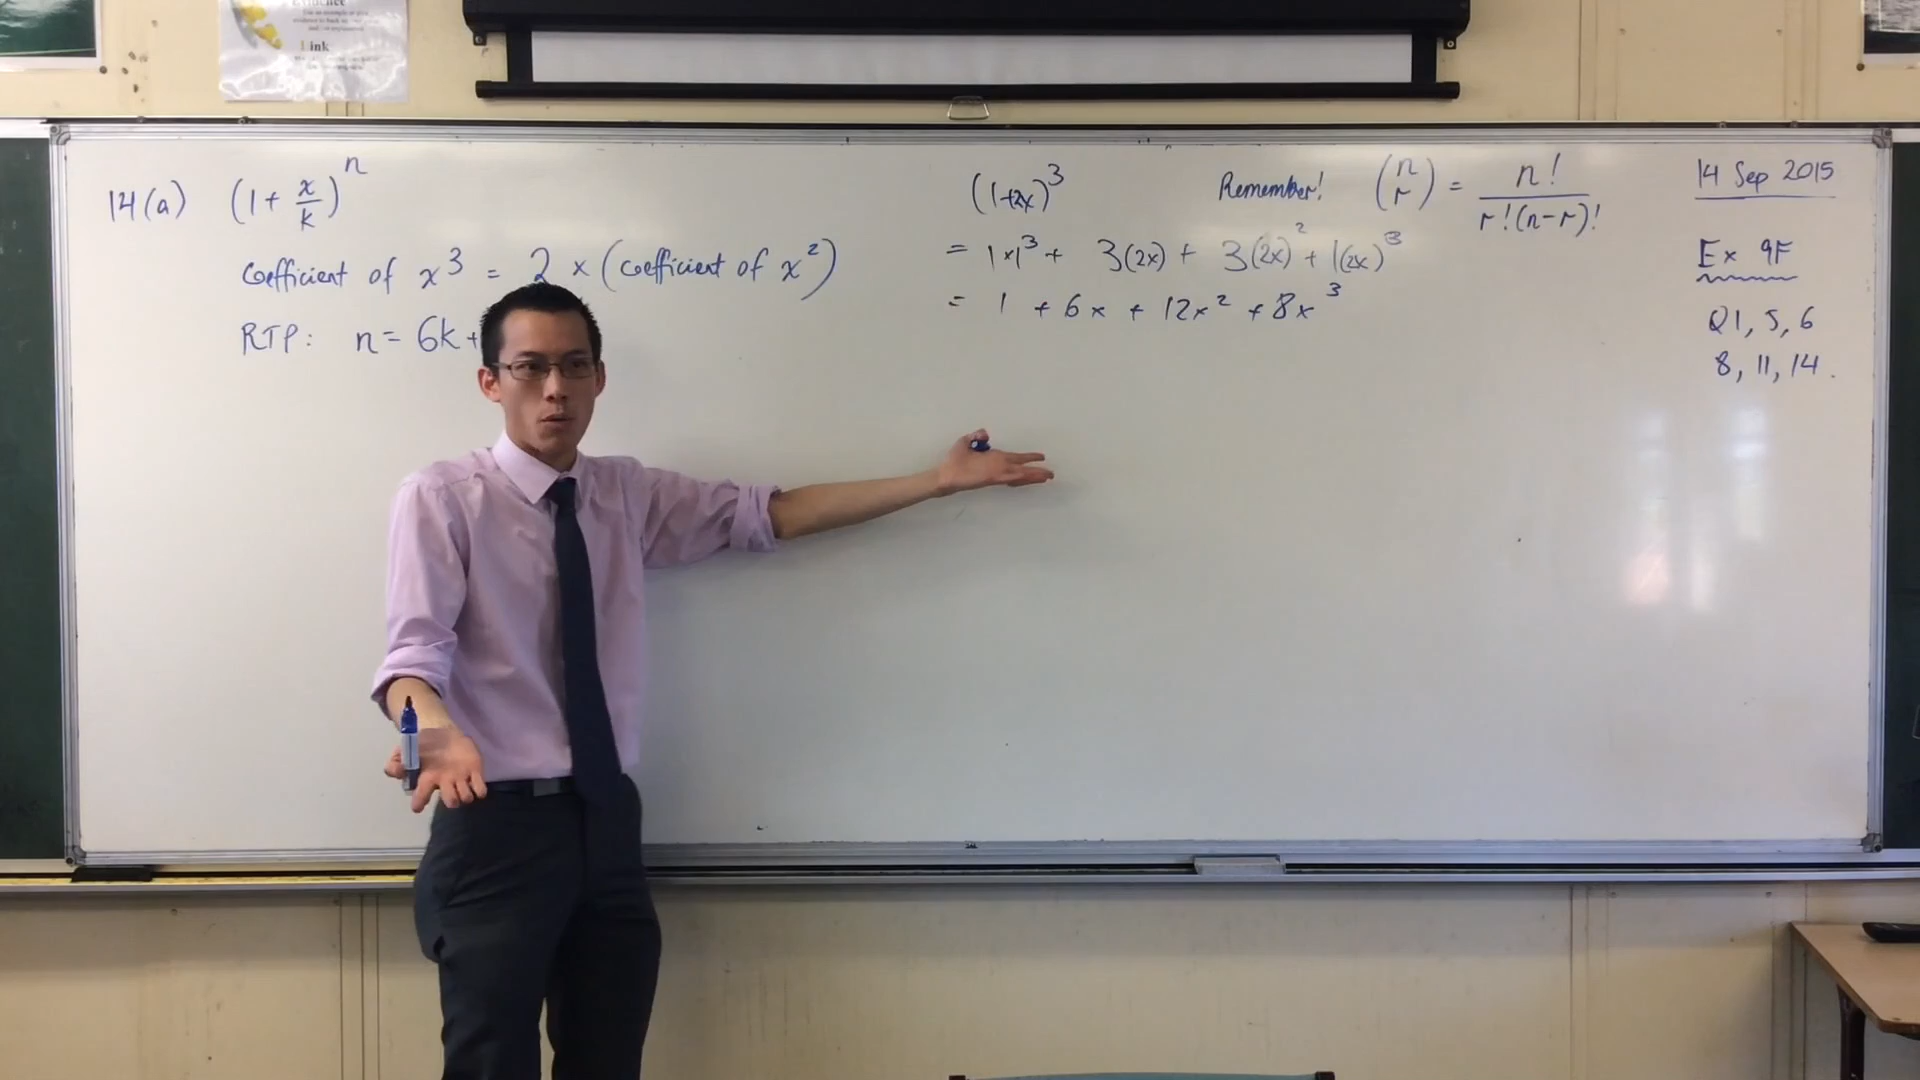 Evidence
Link
14(a) (1 + x/k)^n
Coefficient of x^3 = 2 × (coefficient of x^2)
RTP: n = 6k +
(1+2x)^3
= 1×1^3 + 3(2x) + 3(2x)^2 + 1(2x)^3
= 1 + 6x + 12x^2 + 8x^3
Remember! (n r) = n! / r!(n-r)!
14 Sep 2015
Ex 9F
Q1, 5, 6
8, 11, 14.